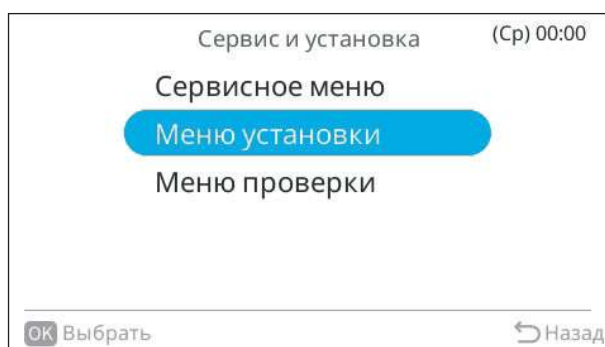 Сервис и установка (Ср) 00:00
Сервисное меню
Меню установки
Меню проверки
OK Выбрать Назад